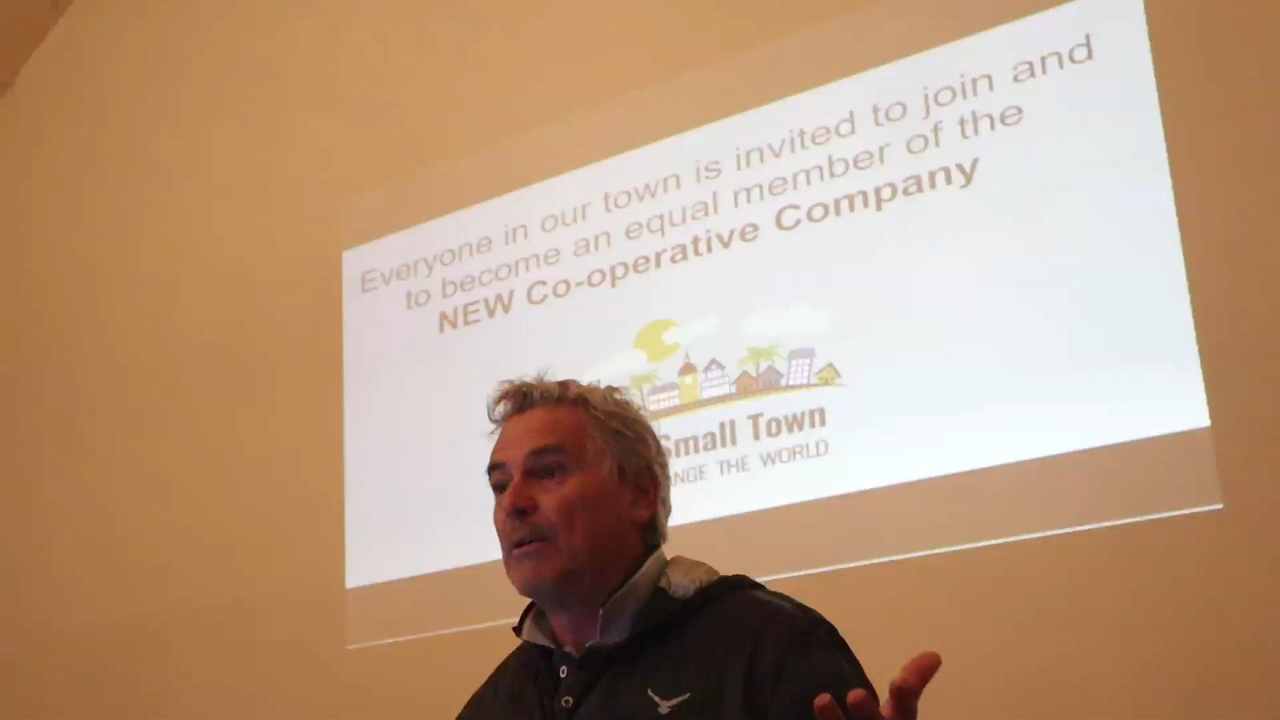 Everyone in our town is invited to join and
to become an equal member of the
NEW Co-operative Company
Small Town
ANGE THE WORLD